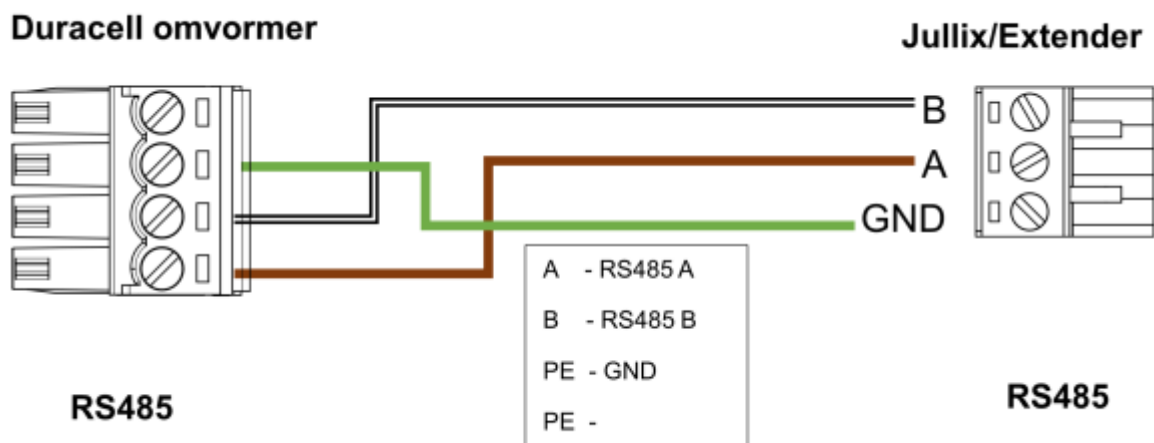 Duracell omvormer
Jullix/Extender
B
A
GND
A - RS485 A
B - RS485 B
PE - GND
PE -
RS485
RS485